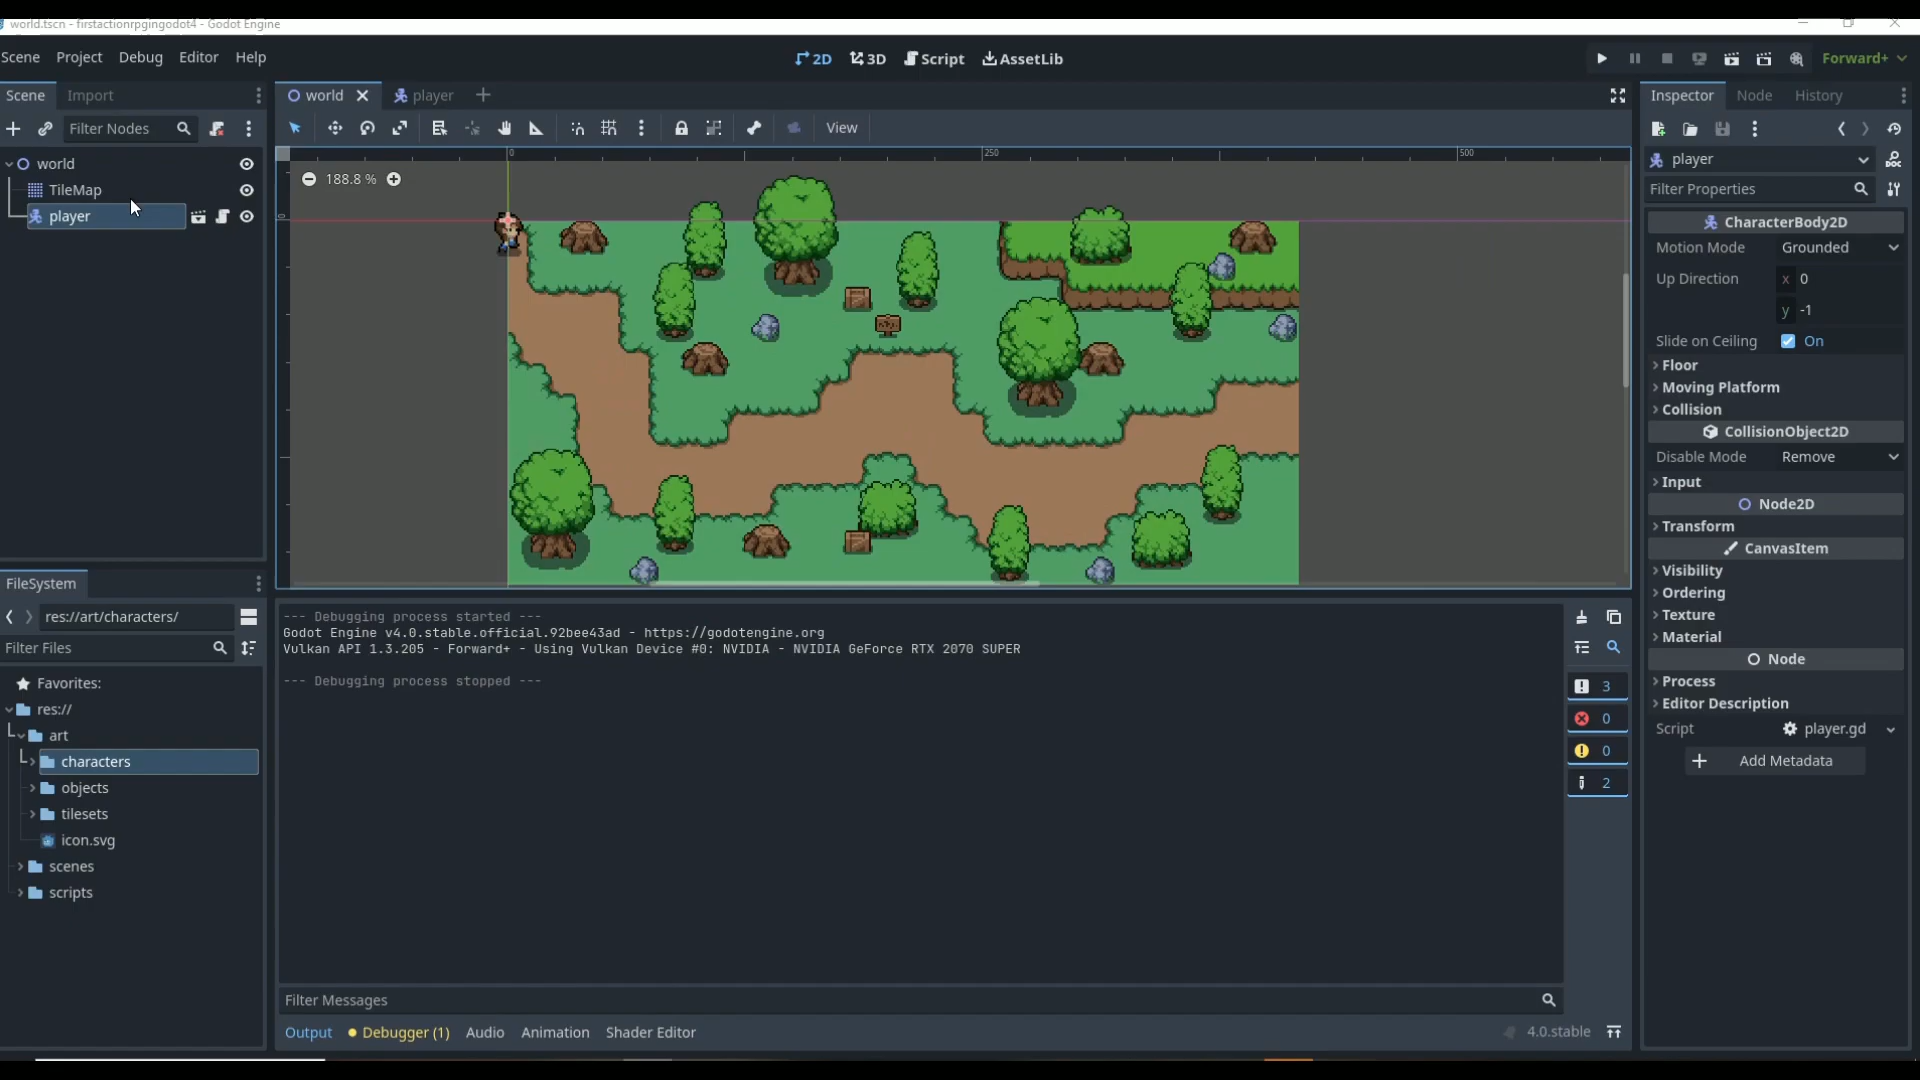 world.tscn - firstactionrpgingodot4 - Godot Engine
Scene Project Debug Editor Help
2D 3D Script AssetLib
Forward+
Scene Import
world player
Inspector Node History
Filter Nodes
View
world
TileMap
player
0 250 500
0
188.8 %
player
Filter Properties
CharacterBody2D
Motion Mode Grounded
Up Direction x 0
y -1
Slide on Ceiling On
Floor
Moving Platform
Collision
CollisionObject2D
Disable Mode Remove
Input
Node2D
Transform
CanvasItem
Visibility
Ordering
Texture
Material
Node
Process
Editor Description
Script player.gd
Add Metadata
FileSystem
res://art/characters/
Filter Files
Favorites:
res://
art
characters
objects
tilesets
icon.svg
scenes
scripts
--- Debugging process started ---
Godot Engine v4.0.stable.official.92bee43ad - https://godotengine.org
Vulkan API 1.3.205 - Forward+ - Using Vulkan Device #0: NVIDIA - NVIDIA GeForce RTX 2070 SUPER
--- Debugging process stopped ---
3
0
0
2
Filter Messages
Output Debugger (1) Audio Animation Shader Editor
4.0.stable